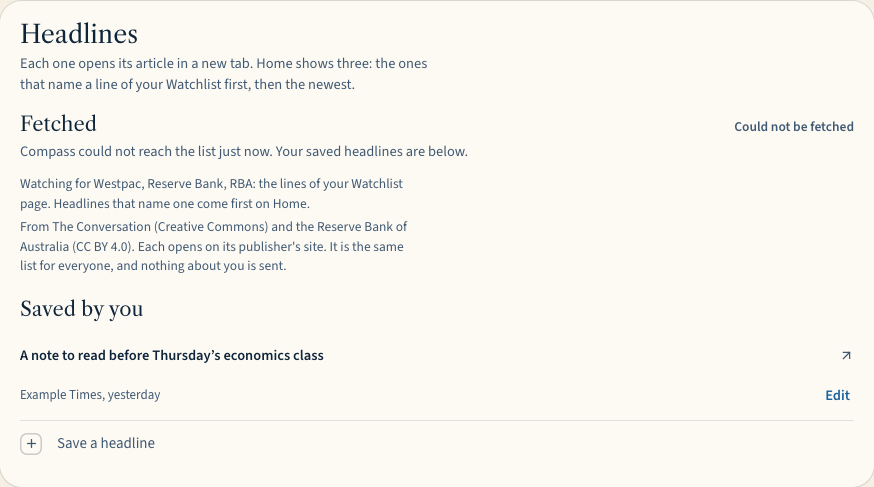 Headlines
Each one opens its article in a new tab. Home shows three: the ones
that name a line of your Watchlist first, then the newest.
Fetched
Could not be fetched
Compass could not reach the list just now. Your saved headlines are below.
Watching for Westpac, Reserve Bank, RBA: the lines of your Watchlist
page. Headlines that name one come first on Home.
From The Conversation (Creative Commons) and the Reserve Bank of
Australia (CC BY 4.0). Each opens on its publisher's site. It is the same
list for everyone, and nothing about you is sent.
Saved by you
A note to read before Thursday’s economics class
Example Times, yesterday
Edit
Save a headline